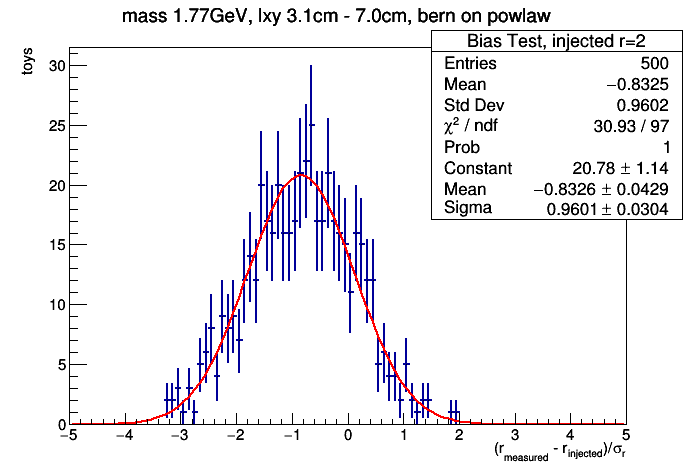 mass 1.77GeV, lxy 3.1cm - 7.0cm, bern on powlaw
Bias Test, injected r=2
Entries 500
Mean −0.8325
Std Dev 0.9602
χ² / ndf 30.93 / 97
Prob 1
Constant 20.78 ± 1.14
Mean −0.8326 ± 0.0429
Sigma 0.9601 ± 0.0304
toys
30
25
20
15
10
5
0
−5 −4 −3 −2 −1 0 1 2 3 4 5
(r_measured - r_injected)/σ_r